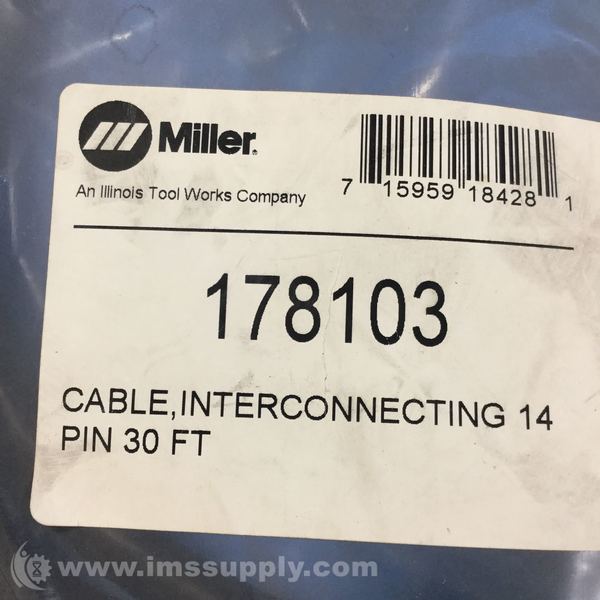 Miller.
An Illinois Tool Works Company
7 15959 18428 1
178103
CABLE,INTERCONNECTING 14
PIN 30 FT
www.imssupply.com